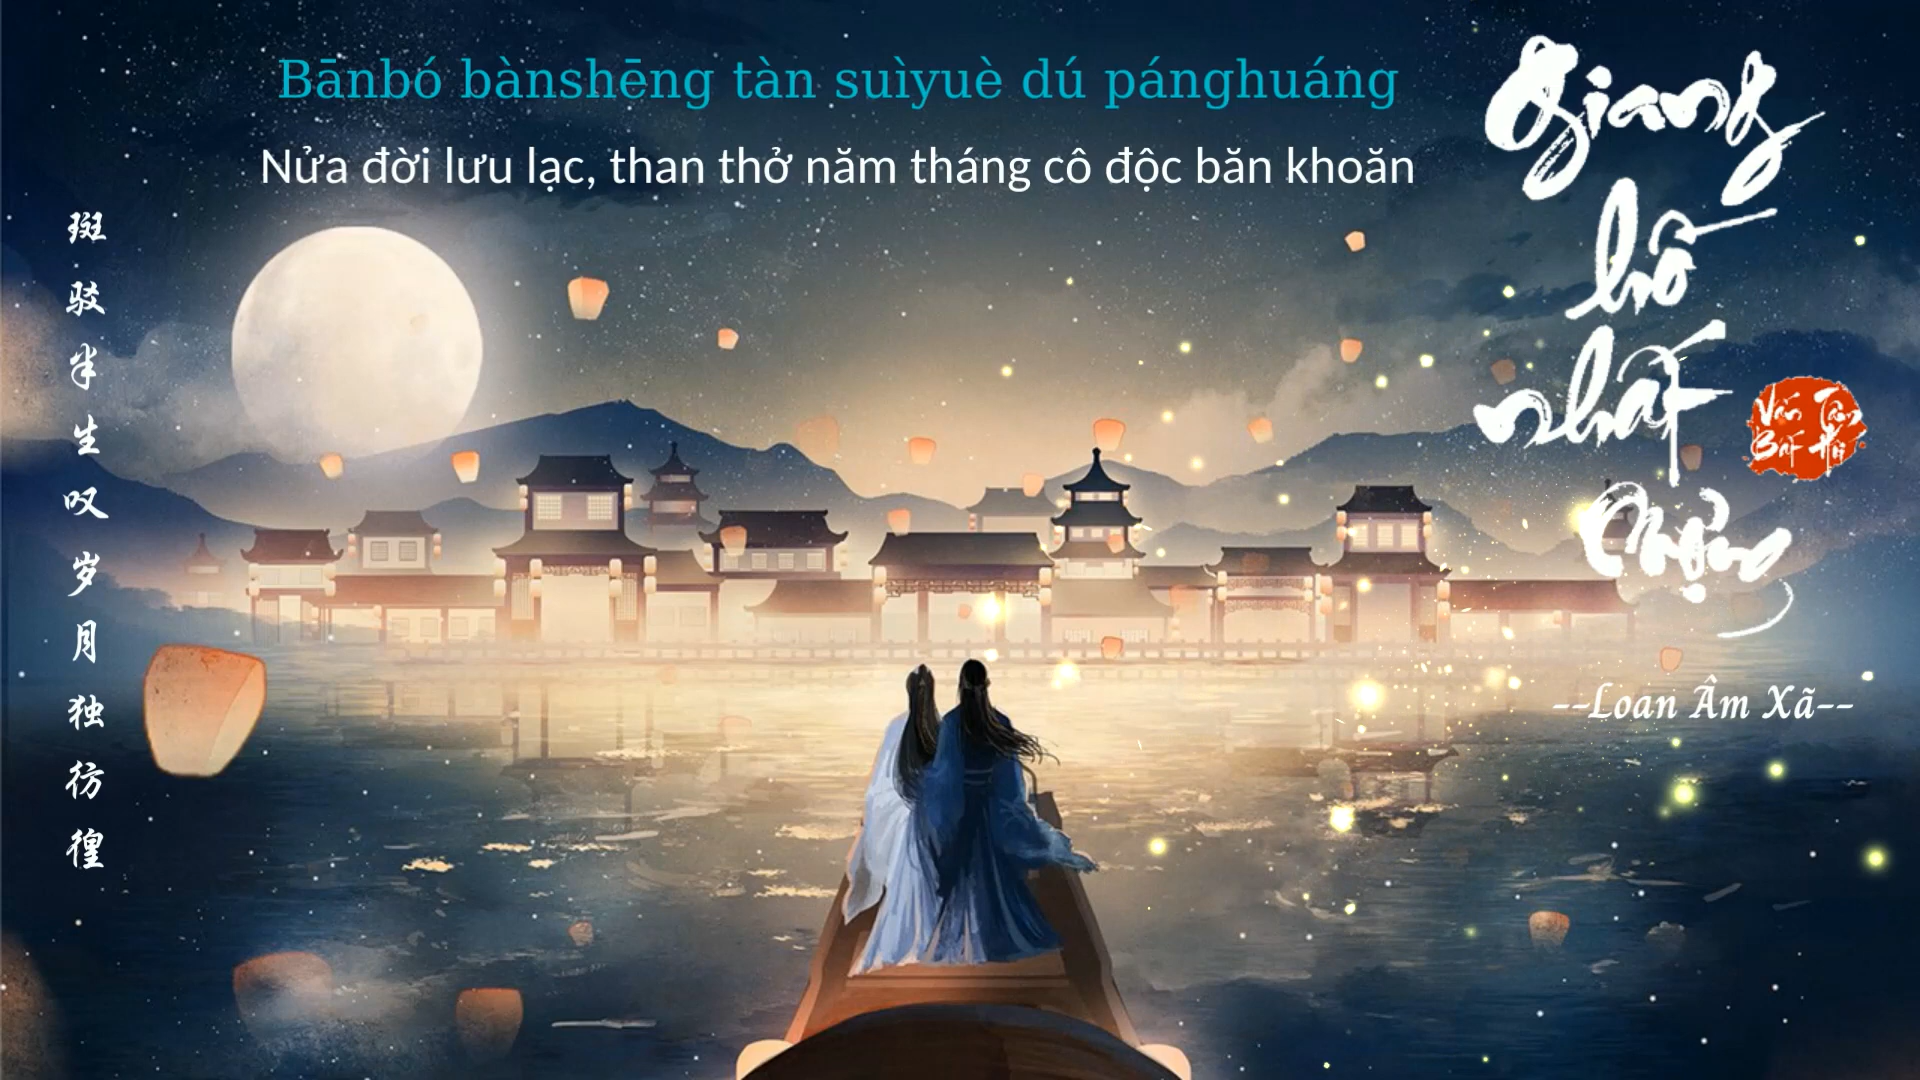 Bānbó bànshēng tàn suìyuè dú pánghuáng
Nửa đời lưu lạc, than thở năm tháng cô độc băn khoăn
斑驳半生叹岁月独彷徨
Giang
hồ
nhất
mộng
--Loan Âm Xã--